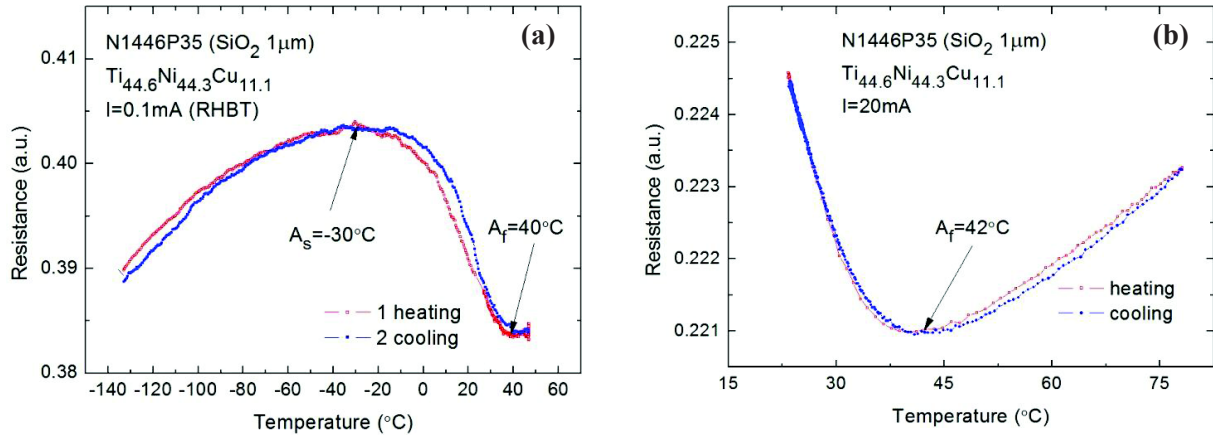 (a)
N1446P35 (SiO2 1μm)
Ti44.6Ni44.3Cu11.1
I=0.1mA (RHBT)
0.41
0.40
0.39
0.38
Resistance (a.u.)
As=-30°C
Af=40°C
1 heating
2 cooling
-140 -120 -100 -80 -60 -40 -20 0 20 40 60
Temperature (°C)
(b)
N1446P35 (SiO2 1μm)
Ti44.6Ni44.3Cu11.1
I=20mA
0.225
0.224
0.223
0.222
0.221
Resistance (a.u.)
Af=42°C
heating
cooling
15 30 45 60 75
Temperature (°C)